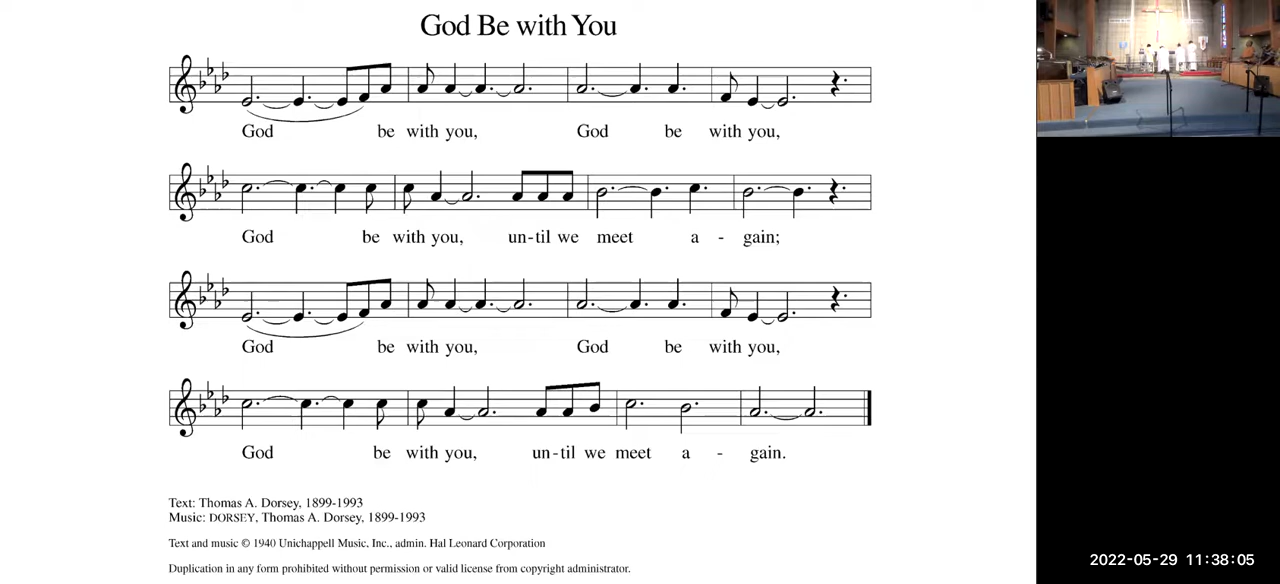 God Be with You
God be with you, God be with you,
God be with you, un-til we meet a - gain;
God be with you, God be with you,
God be with you, un-til we meet a - gain.
Text: Thomas A. Dorsey, 1899-1993
Music: DORSEY, Thomas A. Dorsey, 1899-1993
Text and music © 1940 Unichappell Music, Inc., admin. Hal Leonard Corporation
Duplication in any form prohibited without permission or valid license from copyright administrator.
2022-05-29 11:38:05